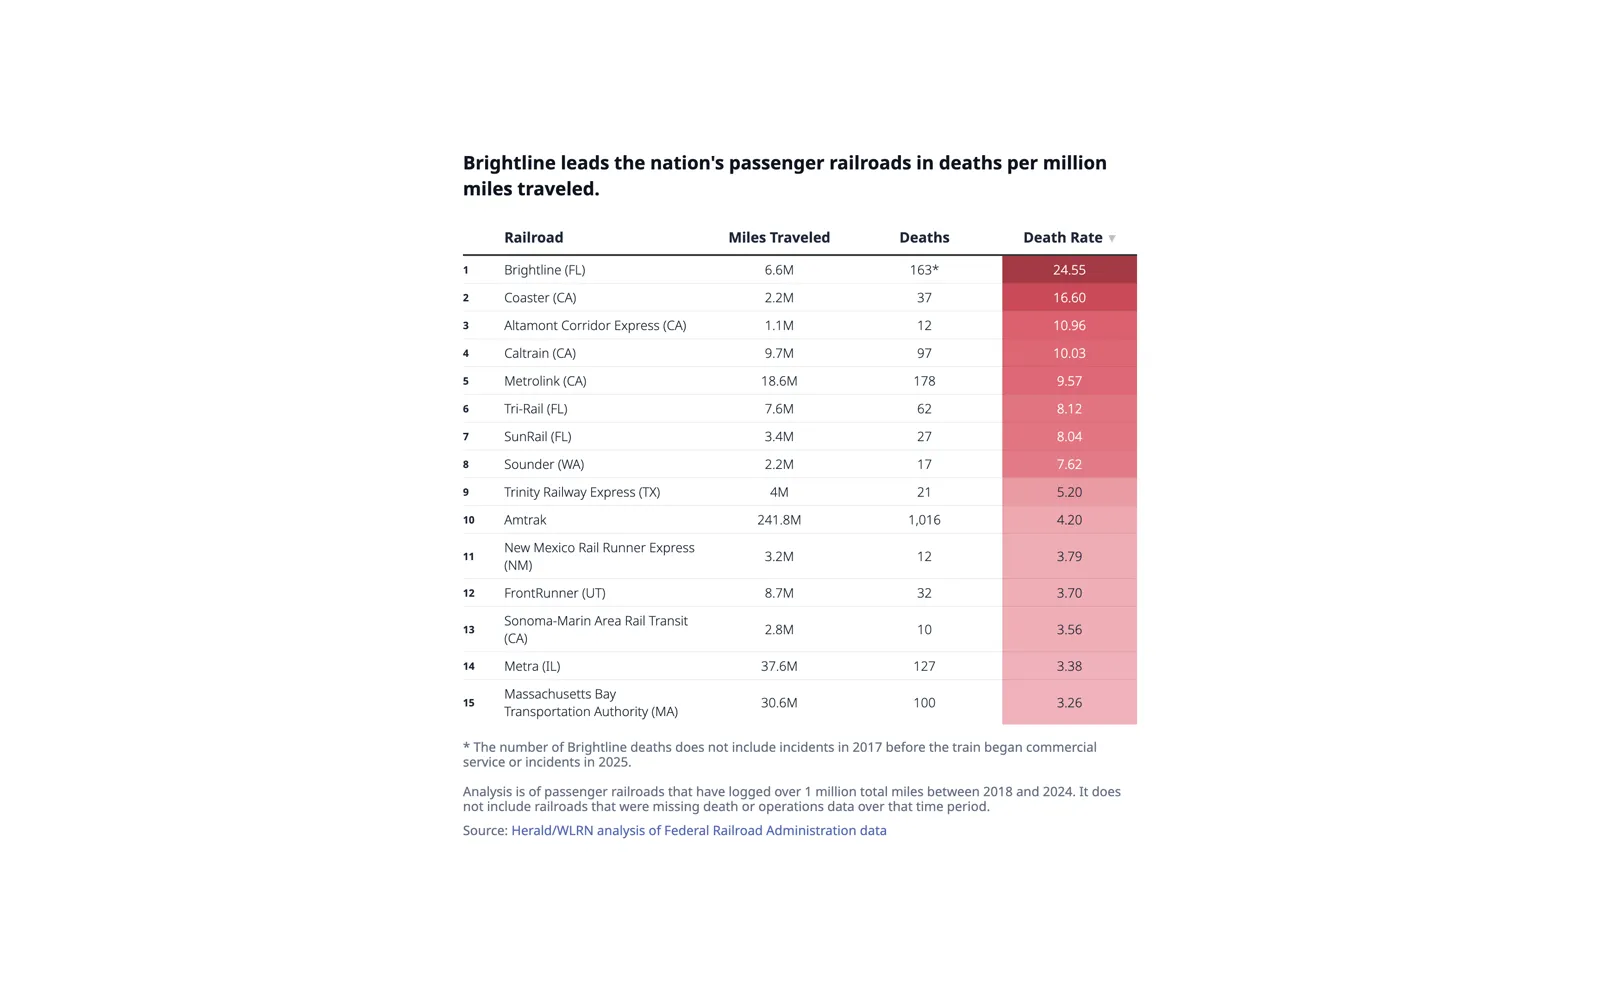 Brightline leads the nation's passenger railroads in deaths per million
miles traveled.
Railroad Miles Traveled Deaths Death Rate ▼
1 Brightline (FL) 6.6M 163* 24.55
2 Coaster (CA) 2.2M 37 16.60
3 Altamont Corridor Express (CA) 1.1M 12 10.96
4 Caltrain (CA) 9.7M 97 10.03
5 Metrolink (CA) 18.6M 178 9.57
6 Tri-Rail (FL) 7.6M 62 8.12
7 SunRail (FL) 3.4M 27 8.04
8 Sounder (WA) 2.2M 17 7.62
9 Trinity Railway Express (TX) 4M 21 5.20
10 Amtrak 241.8M 1,016 4.20
11 New Mexico Rail Runner Express
(NM) 3.2M 12 3.79
12 FrontRunner (UT) 8.7M 32 3.70
13 Sonoma-Marin Area Rail Transit
(CA) 2.8M 10 3.56
14 Metra (IL) 37.6M 127 3.38
15 Massachusetts Bay
Transportation Authority (MA) 30.6M 100 3.26
* The number of Brightline deaths does not include incidents in 2017 before the train began commercial
service or incidents in 2025.
Analysis is of passenger railroads that have logged over 1 million total miles between 2018 and 2024. It does
not include railroads that were missing death or operations data over that time period.
Source: Herald/WLRN analysis of Federal Railroad Administration data